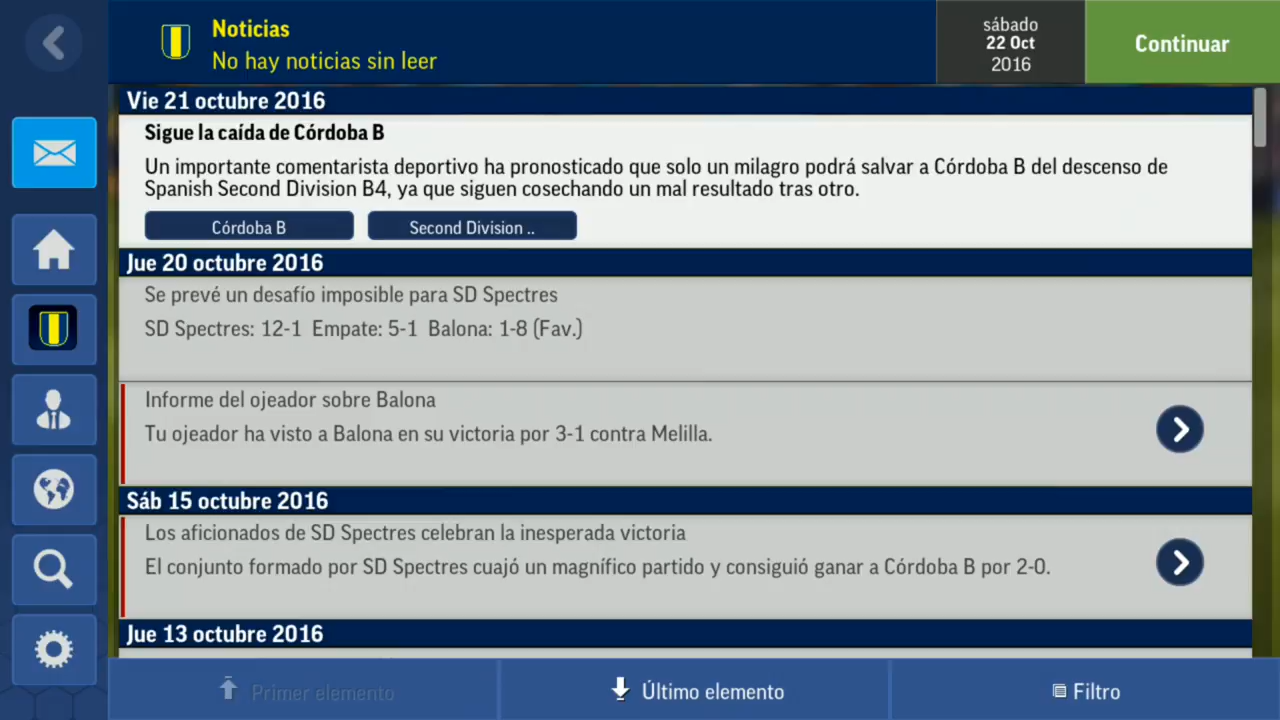 Noticias
No hay noticias sin leer
sábado
22 Oct
2016
Continuar
Vie 21 octubre 2016
Sigue la caída de Córdoba B
Un importante comentarista deportivo ha pronosticado que solo un milagro podrá salvar a Córdoba B del descenso de
Spanish Second Division B4, ya que siguen cosechando un mal resultado tras otro.
Córdoba B
Second Division ..
Jue 20 octubre 2016
Se prevé un desafío imposible para SD Spectres
SD Spectres: 12-1 Empate: 5-1 Balona: 1-8 (Fav.)
Informe del ojeador sobre Balona
Tu ojeador ha visto a Balona en su victoria por 3-1 contra Melilla.
Sáb 15 octubre 2016
Los aficionados de SD Spectres celebran la inesperada victoria
El conjunto formado por SD Spectres cuajó un magnífico partido y consiguió ganar a Córdoba B por 2-0.
Jue 13 octubre 2016
Primer elemento
Último elemento
Filtro